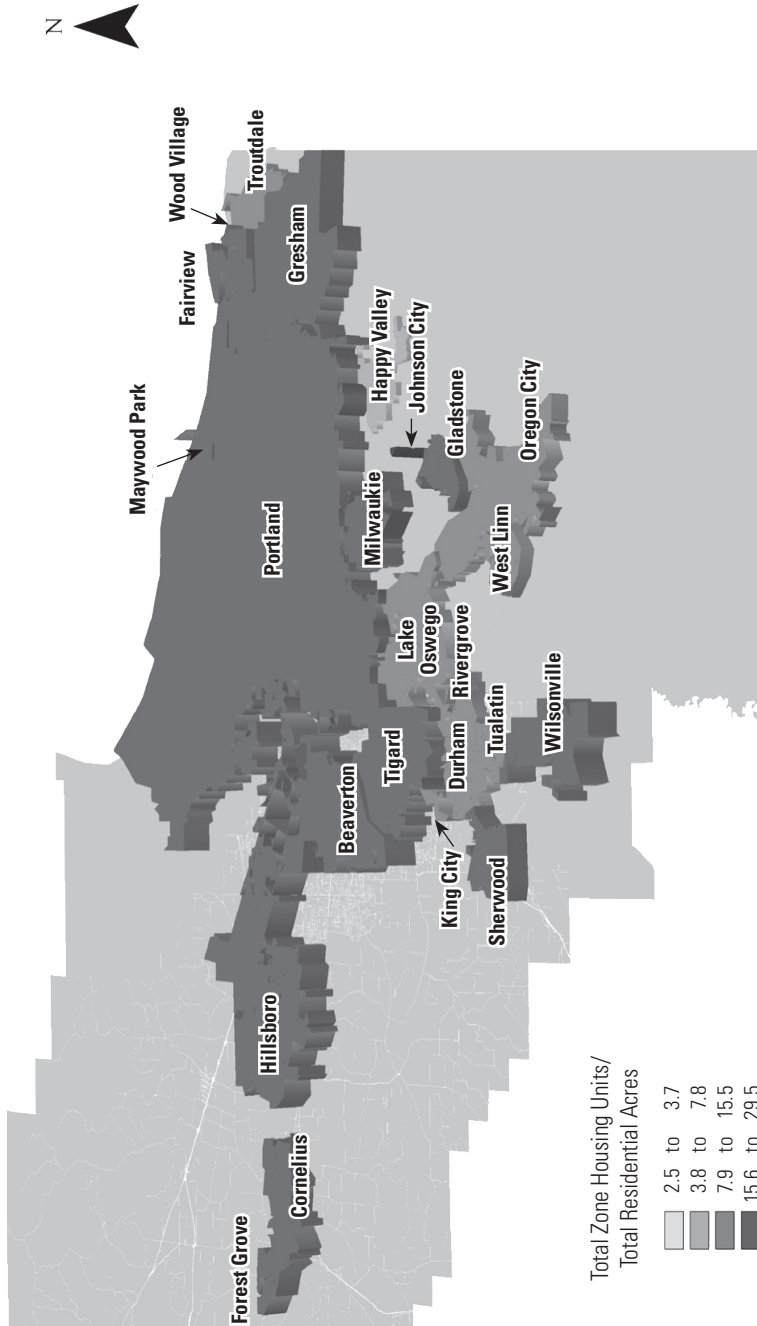 N
Wood Village
Troutdale
Fairview
Gresham
Maywood Park
Portland
Happy Valley
Johnson City
Gladstone
Milwaukie
Oregon City
West Linn
Lake
Oswego
Rivergrove
Tualatin
Durham
Wilsonville
Tigard
Beaverton
King City
Sherwood
Hillsboro
Cornelius
Forest Grove
Total Zone Housing Units/
Total Residential Acres
2.5 to 3.7
3.8 to 7.8
7.9 to 15.5
15.6 to 29.5